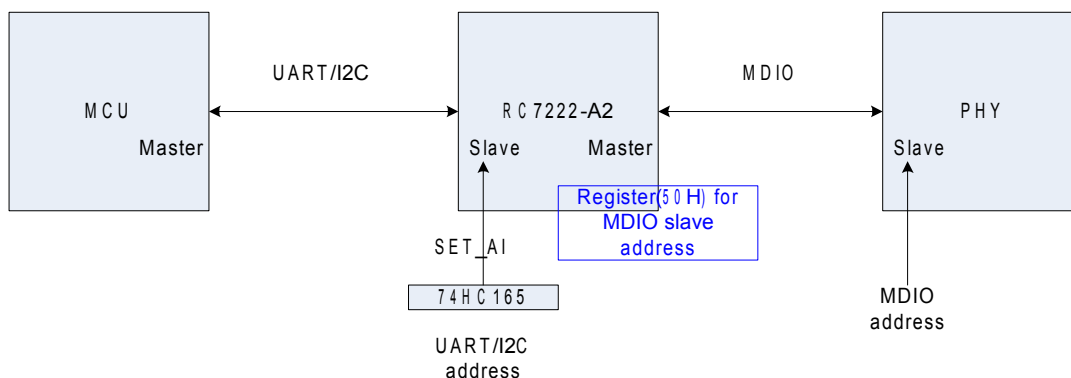 UART/I2C
MDIO
MCU
Master
RC7222-A2
Slave
Master
PHY
Slave
Register(50H) for
MDIO slave
address
SET_AI
74HC165
UART/I2C
address
MDIO
address